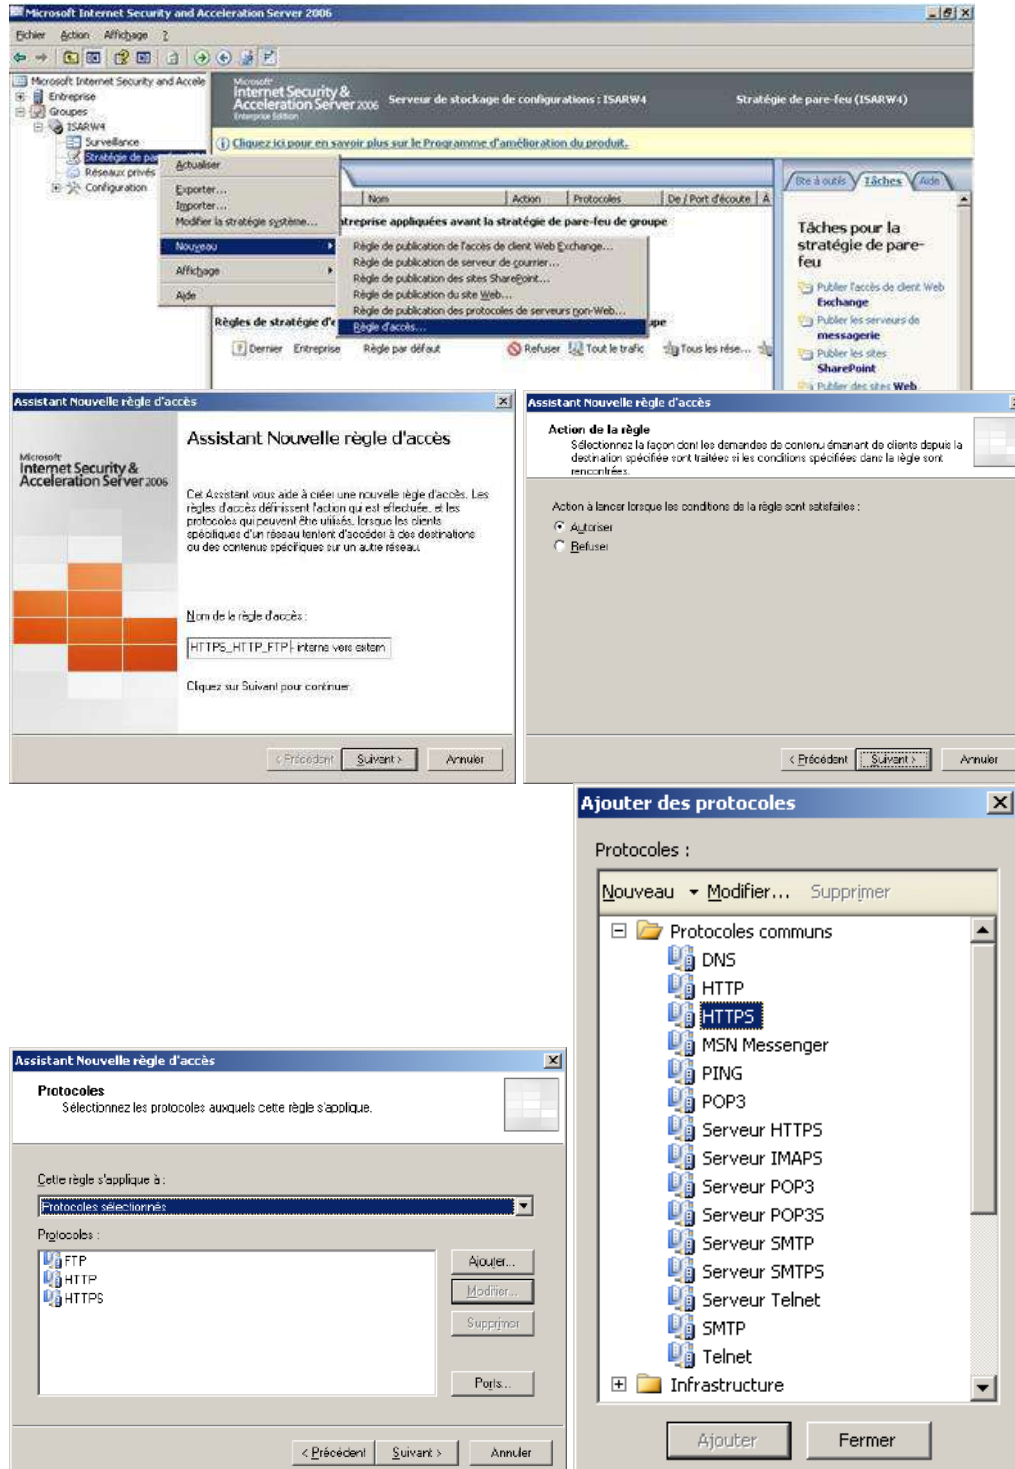 Microsoft Internet Security and Acceleration Server 2006
Fichier Action Affichage ?
Microsoft Internet Security and Accele
Entreprise
Groupes
ISARW4
Surveillance
Stratégie de par
Réseaux privés
Configuration
Microsoft
Internet Security &
Acceleration Server 2006
Enterprise Edition
Serveur de stockage de configurations : ISARW4
Stratégie de pare-feu (ISARW4)
Cliquez ici pour en savoir plus sur le Programme d'amélioration du produit.
Actualiser
Exporter...
Importer...
Modifier la stratégie système...
Nouveau
Affichage
Aide
Nom Action Protocoles De / Port d'écoute À
treprise appliquées avant la stratégie de pare-feu de groupe
Règle de publication de l'accès de client Web Exchange...
Règle de publication de serveur de courrier...
Règle de publication des sites SharePoint...
Règle de publication du site Web...
Règle de publication des protocoles de serveurs non-Web...
Règle d'accès...
Règles de stratégie d'e
upe
Dernier Entreprise Règle par défaut Refuser Tout le trafic Tous les rése...
Bte à outils Tâches Aide
Tâches pour la
stratégie de pare-
feu
Publier l'accès de client Web
Exchange
Publier les serveurs de
messagerie
Publier les sites
SharePoint
Publier des sites Web
Assistant Nouvelle règle d'accès
Microsoft
Internet Security &
Acceleration Server 2006
Assistant Nouvelle règle d'accès
Cet Assistant vous aide à créer une nouvelle règle d'accès. Les
règles d'accès définissent l'action qui est effectuée, et les
protocoles qui peuvent être utilisés, lorsque les clients
spécifiques d'un réseau tentent d'accéder à des destinations
ou des contenus spécifiques sur un autre réseau.
Nom de la règle d'accès :
HTTPS_HTTP_FTP - interne vers extern
Cliquez sur Suivant pour continuer.
< Précédent Suivant > Annuler
Assistant Nouvelle règle d'accès
Action de la règle
Sélectionnez la façon dont les demandes de contenu émanant de clients depuis la
destination spécifiée sont traitées si les conditions spécifiées dans la règle sont
rencontrées.
Action à lancer lorsque les conditions de la règle sont satisfaites :
Autoriser
Refuser
< Précédent Suivant > Annuler
Assistant Nouvelle règle d'accès
Protocoles
Sélectionnez les protocoles auxquels cette règle s'applique.
Cette règle s'applique à :
Protocoles sélectionnés
Protocoles :
FTP
HTTP
HTTPS
Ajouter...
Modifier...
Supprimer
Ports...
< Précédent Suivant > Annuler
Ajouter des protocoles
Protocoles :
Nouveau Modifier... Supprimer
Protocoles communs
DNS
HTTP
HTTPS
MSN Messenger
PING
POP3
Serveur HTTPS
Serveur IMAPS
Serveur POP3
Serveur POP3S
Serveur SMTP
Serveur SMTPS
Serveur Telnet
SMTP
Telnet
Infrastructure
Ajouter Fermer